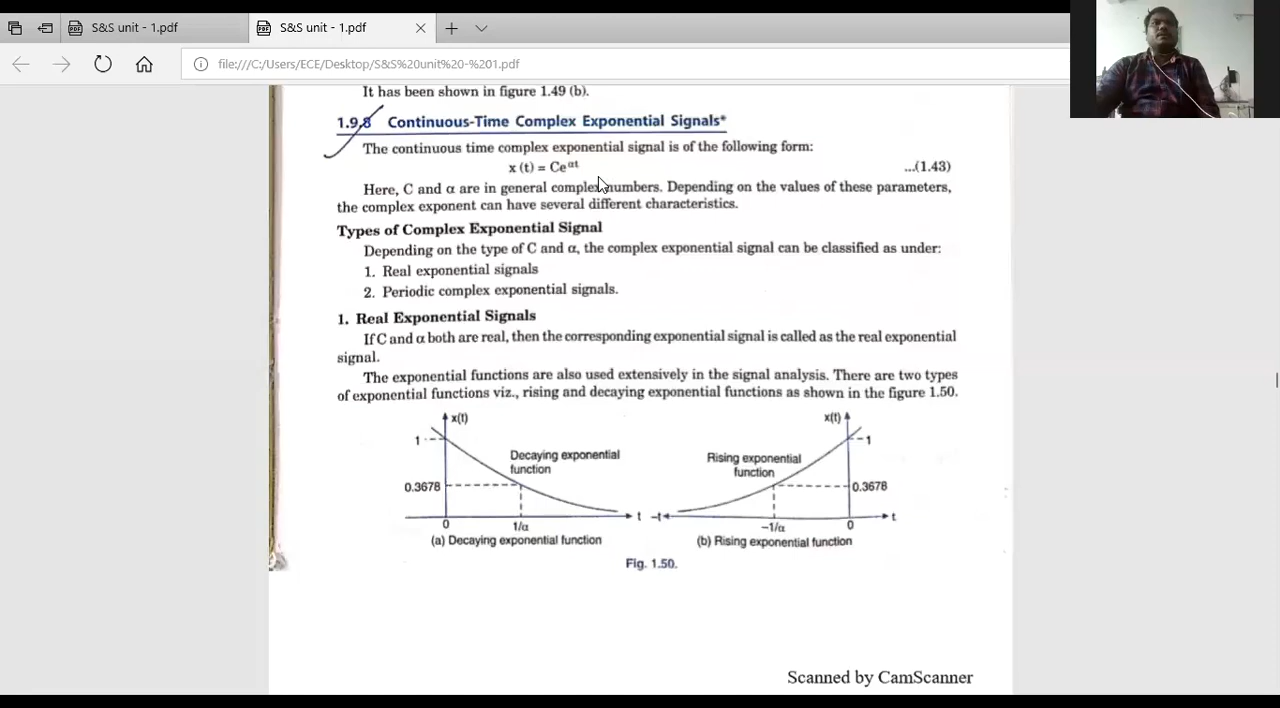 S&S unit - 1.pdf
S&S unit - 1.pdf
file:///C:/Users/ECE/Desktop/S&S%20unit%20-%201.pdf
It has been shown in figure 1.49 (b).
1.9.8 Continuous-Time Complex Exponential Signals*
The continuous time complex exponential signal is of the following form:
x (t) = Ce^αt ...(1.43)
Here, C and α are in general complex numbers. Depending on the values of these parameters,
the complex exponent can have several different characteristics.
Types of Complex Exponential Signal
Depending on the type of C and α, the complex exponential signal can be classified as under:
1. Real exponential signals
2. Periodic complex exponential signals.
1. Real Exponential Signals
If C and α both are real, then the corresponding exponential signal is called as the real exponential
signal.
The exponential functions are also used extensively in the signal analysis. There are two types
of exponential functions viz., rising and decaying exponential functions as shown in the figure 1.50.
x(t)
1
Decaying exponential
function
0.3678
t
0
1/α
(a) Decaying exponential function
x(t)
1
Rising exponential
function
0.3678
-t
t
-1/α
0
(b) Rising exponential function
Fig. 1.50.
Scanned by CamScanner